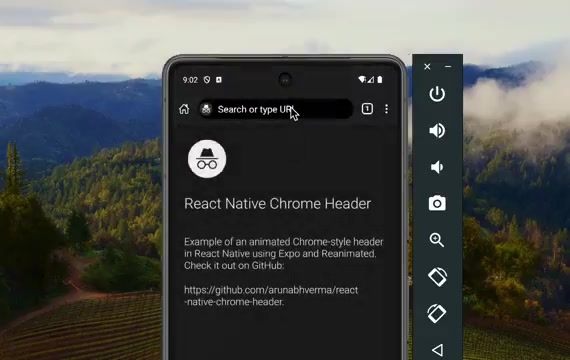 9:02
Search or type URL
1
React Native Chrome Header
Example of an animated Chrome-style header
in React Native using Expo and Reanimated.
Check it out on GitHub:
https://github.com/arunabhverma/react
-native-chrome-header.